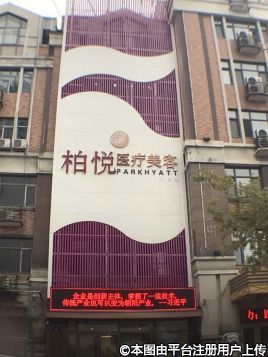 柏悦医疗美容
PARKHYATT
企业是创新主体，掌握了一流技术，
传统产业也可以变为朝阳产业。--习近平
©本图由平台注册用户上传